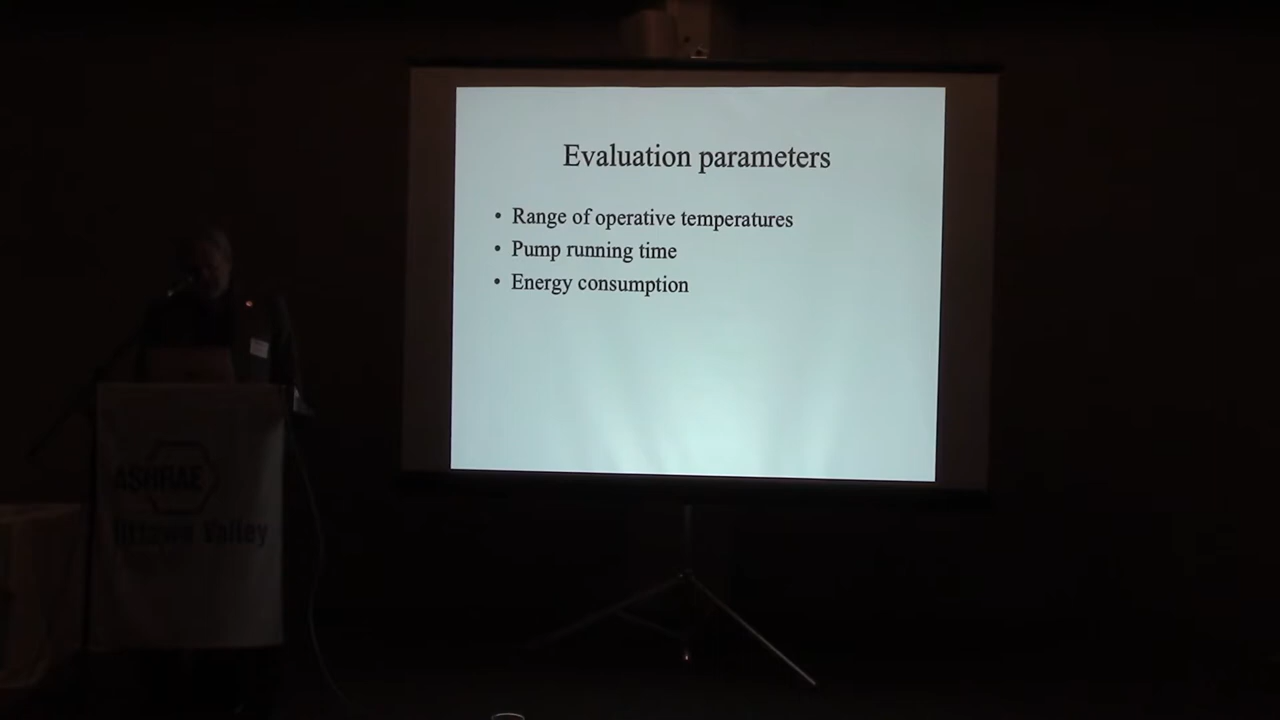 Evaluation parameters
• Range of operative temperatures
• Pump running time
• Energy consumption
ASHRAE
Ottawa Valley